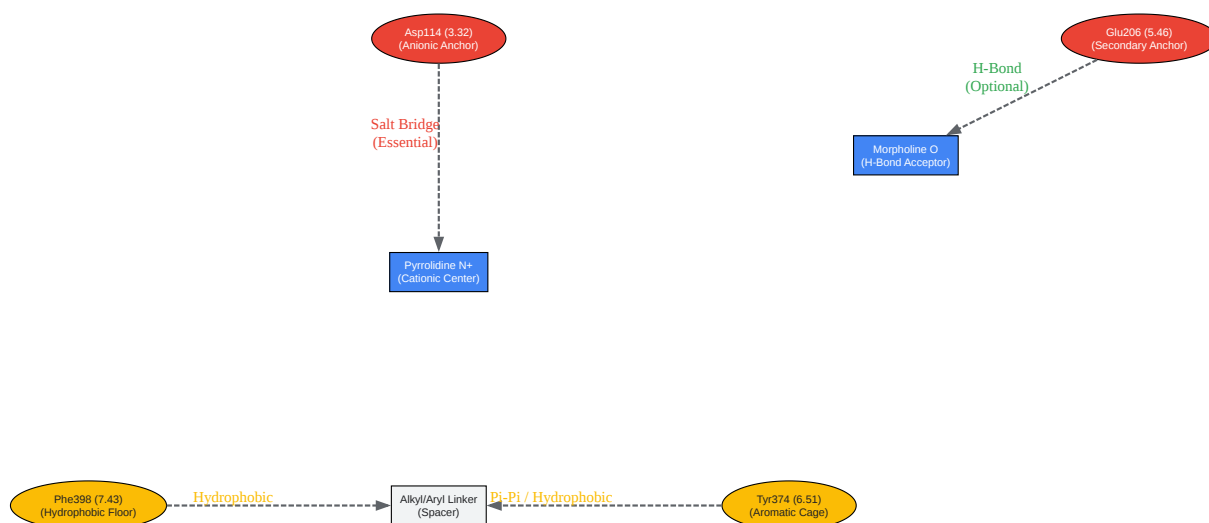 Asp114 (3.32)
(Anionic Anchor)
Glu206 (5.46)
(Secondary Anchor)
H-Bond
(Optional)
Salt Bridge
(Essential)
Morpholine O
(H-Bond Acceptor)
Pyrrolidine N+
(Cationic Center)
Phe398 (7.43)
(Hydrophobic Floor)
Hydrophobic
Alkyl/Aryl Linker
(Spacer)
Pi-Pi / Hydrophobic
Tyr374 (6.51)
(Aromatic Cage)